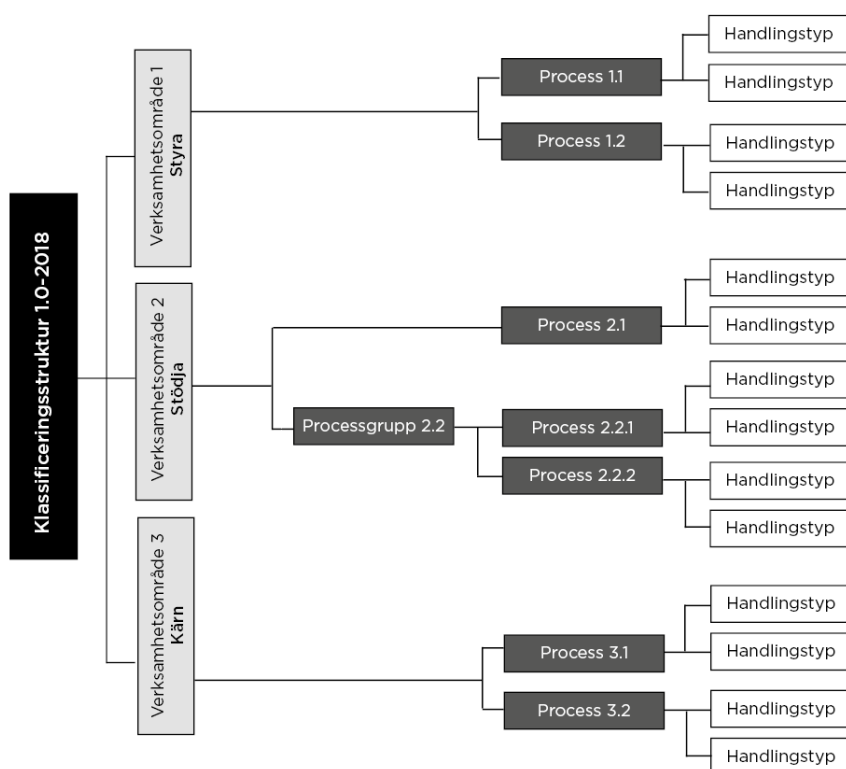 Klassificeringsstruktur 1.0-2018
Verksamhetsområde 1
Styra
Process 1.1
Handlingstyp
Handlingstyp
Process 1.2
Handlingstyp
Handlingstyp
Verksamhetsområde 2
Stödja
Process 2.1
Handlingstyp
Handlingstyp
Processgrupp 2.2
Process 2.2.1
Handlingstyp
Handlingstyp
Process 2.2.2
Handlingstyp
Handlingstyp
Verksamhetsområde 3
Kärn
Process 3.1
Handlingstyp
Handlingstyp
Process 3.2
Handlingstyp
Handlingstyp